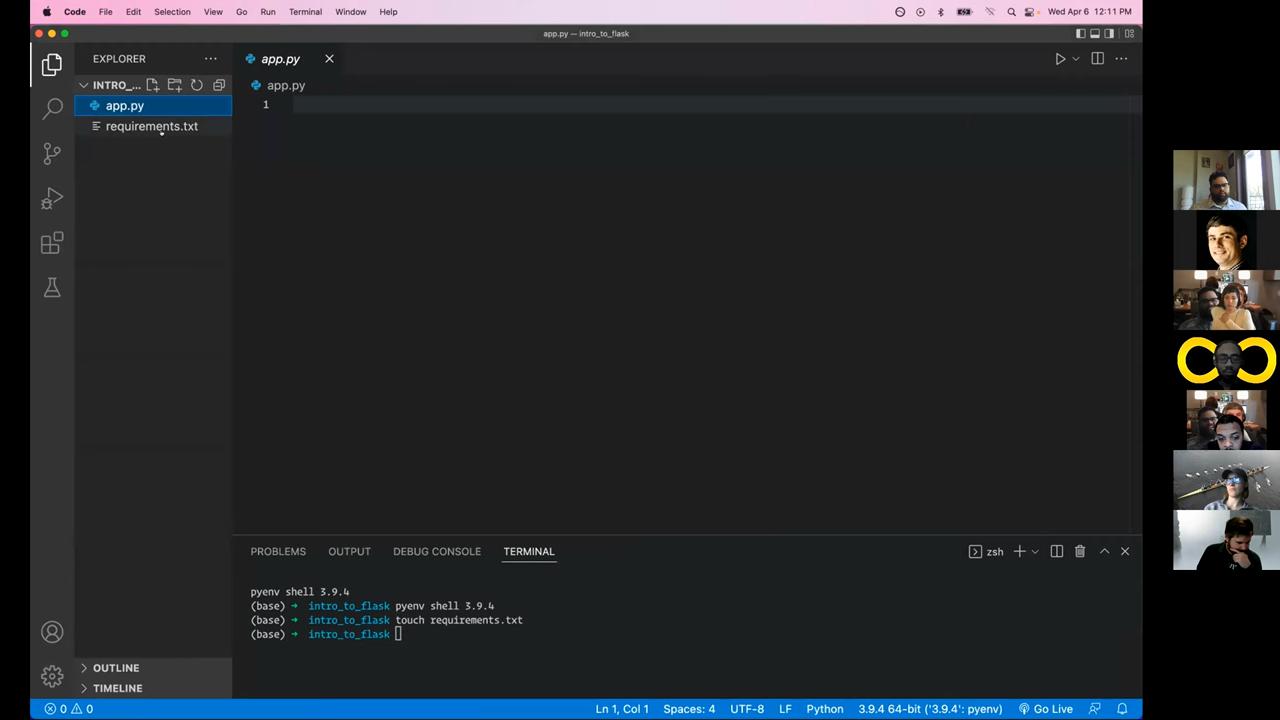 Code File Edit Selection View Go Run Terminal Window Help Wed Apr 6 12:11 PM
app.py — intro_to_flask
EXPLORER
app.py
INTRO_...
app.py
app.py
requirements.txt
1
PROBLEMS OUTPUT DEBUG CONSOLE TERMINAL
zsh
pyenv shell 3.9.4
(base) → intro_to_flask pyenv shell 3.9.4
(base) → intro_to_flask touch requirements.txt
(base) → intro_to_flask
OUTLINE
TIMELINE
0 0 Ln 1, Col 1 Spaces: 4 UTF-8 LF Python 3.9.4 64-bit ('3.9.4': pyenv) Go Live